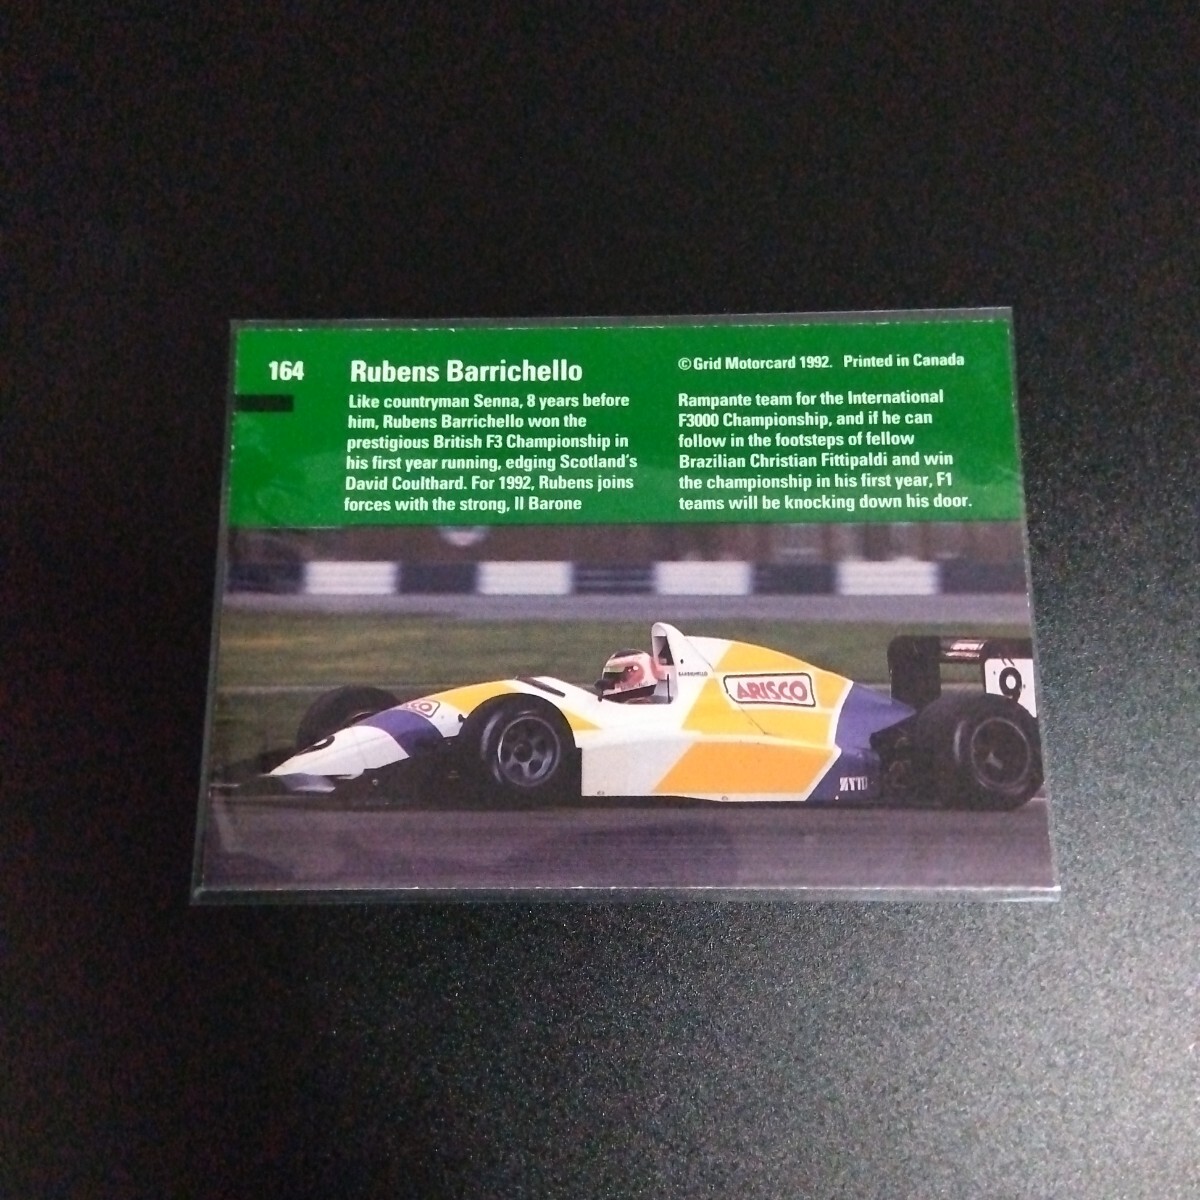 164
Rubens Barrichello
Like countryman Senna, 8 years before
him, Rubens Barrichello won the
prestigious British F3 Championship in
his first year running, edging Scotland's
David Coulthard. For 1992, Rubens joins
forces with the strong, Il Barone
©Grid Motorcard 1992. Printed in Canada
Rampante team for the International
F3000 Championship, and if he can
follow in the footsteps of fellow
Brazilian Christian Fittipaldi and win
the championship in his first year, F1
teams will be knocking down his door.
BARRICHELLO
ARISCO
9